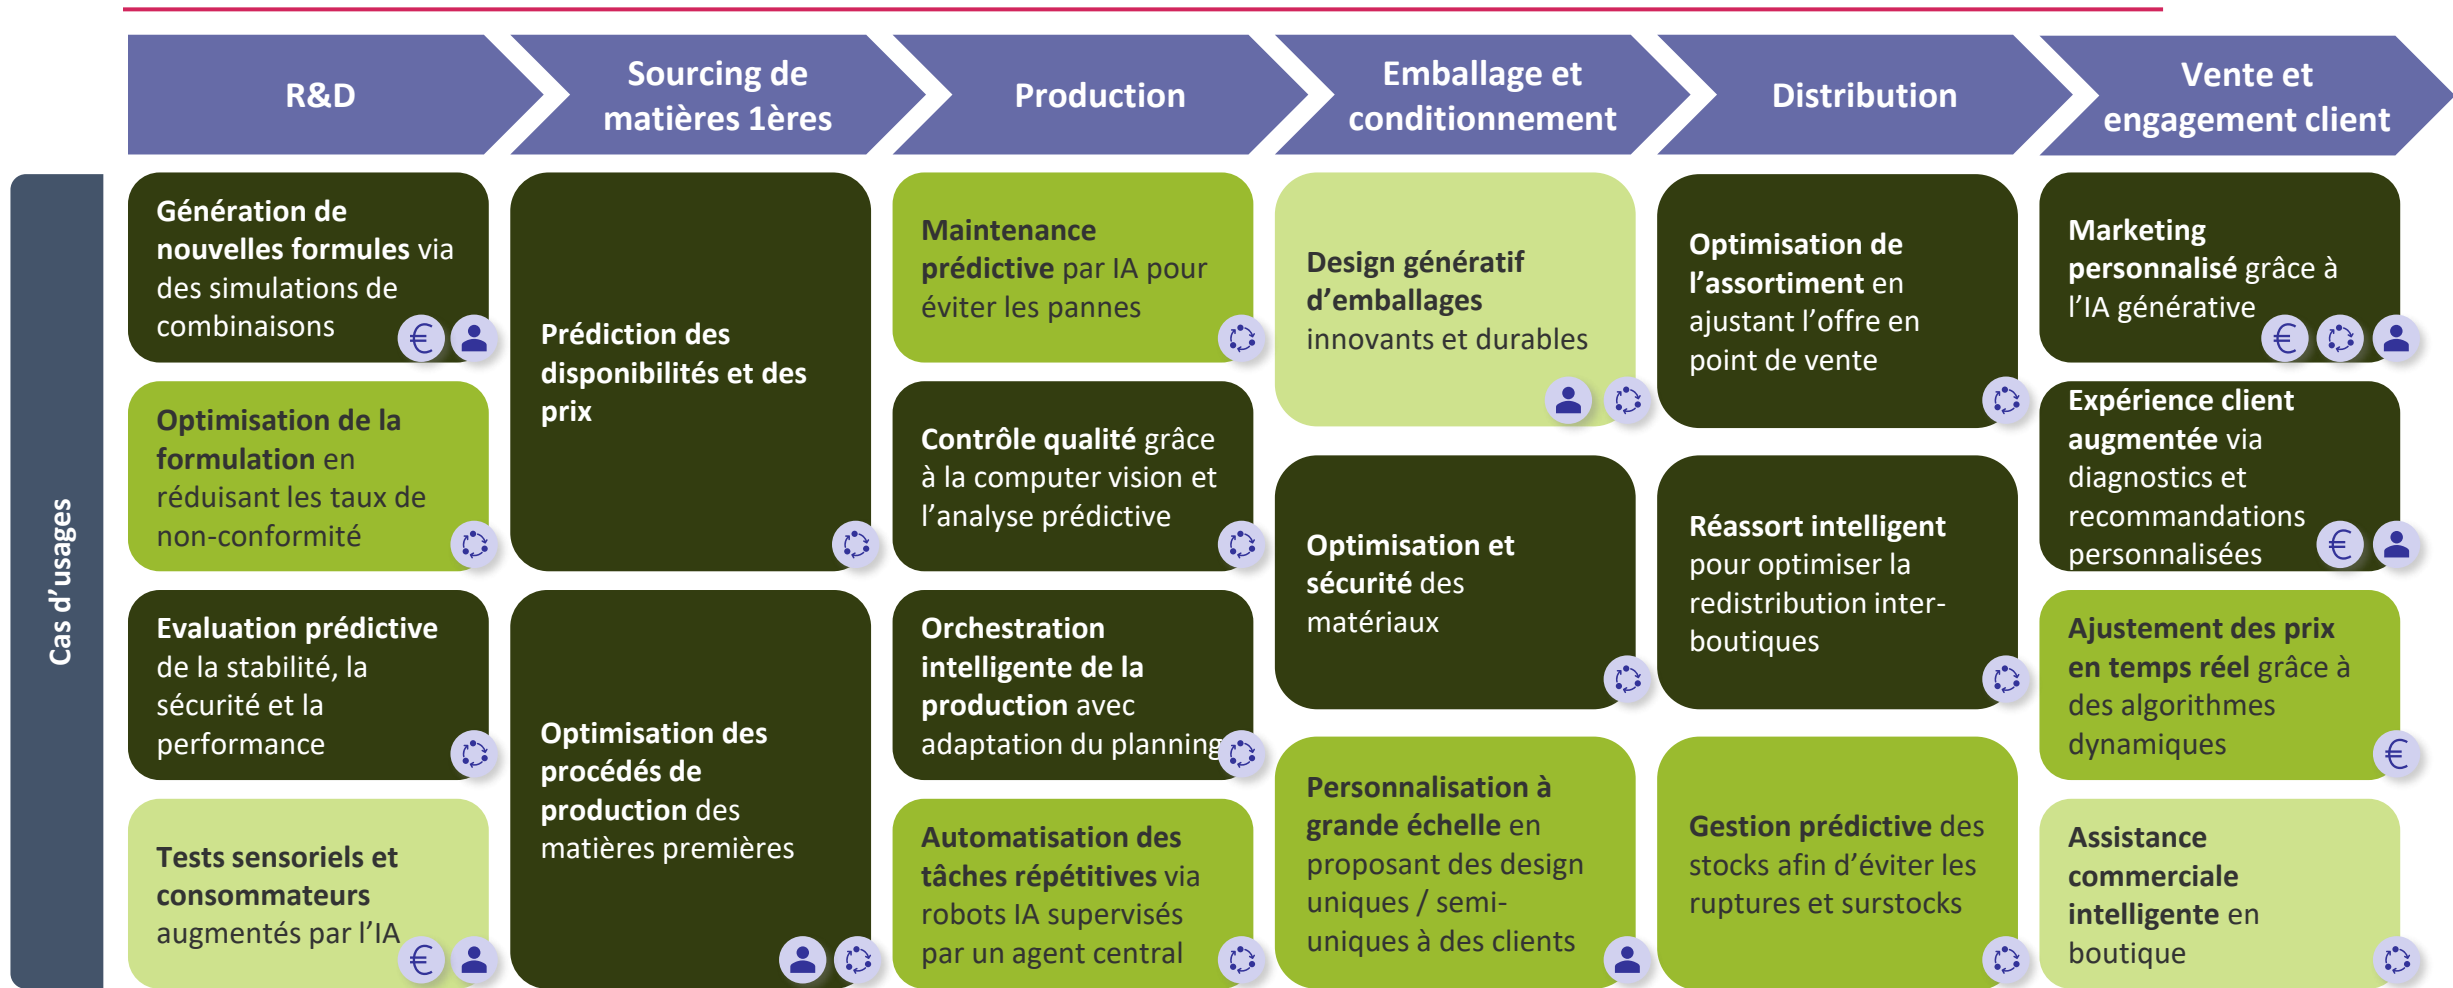 R&D
Sourcing de
matières 1ères
Production
Emballage et
conditionnement
Distribution
Vente et
engagement client
Cas d’usages
Génération de
nouvelles formules via
des simulations de
combinaisons
€
Optimisation de la
formulation en
réduisant les taux de
non-conformité
Evaluation prédictive
de la stabilité, la
sécurité et la
performance
Tests sensoriels et
consommateurs
augmentés par l’IA
€
Prédiction des
disponibilités et des
prix
Optimisation des
procédés de
production des
matières premières
Maintenance
prédictive par IA pour
éviter les pannes
Contrôle qualité grâce
à la computer vision et
l’analyse prédictive
Orchestration
intelligente de la
production avec
adaptation du planning
Automatisation des
tâches répétitives via
robots IA supervisés
par un agent central
Design génératif
d’emballages
innovants et durables
Optimisation et
sécurité des
matériaux
Personnalisation à
grande échelle en
proposant des design
uniques / semi-
uniques à des clients
Optimisation de
l’assortiment en
ajustant l’offre en
point de vente
Réassort intelligent
pour optimiser la
redistribution inter-
boutiques
Gestion prédictive des
stocks afin d’éviter les
ruptures et surstocks
Marketing
personnalisé grâce à
l’IA générative
€
Expérience client
augmentée via
diagnostics et
recommandations
personnalisées
€
Ajustement des prix
en temps réel grâce à
des algorithmes
dynamiques
€
Assistance
commerciale
intelligente en
boutique